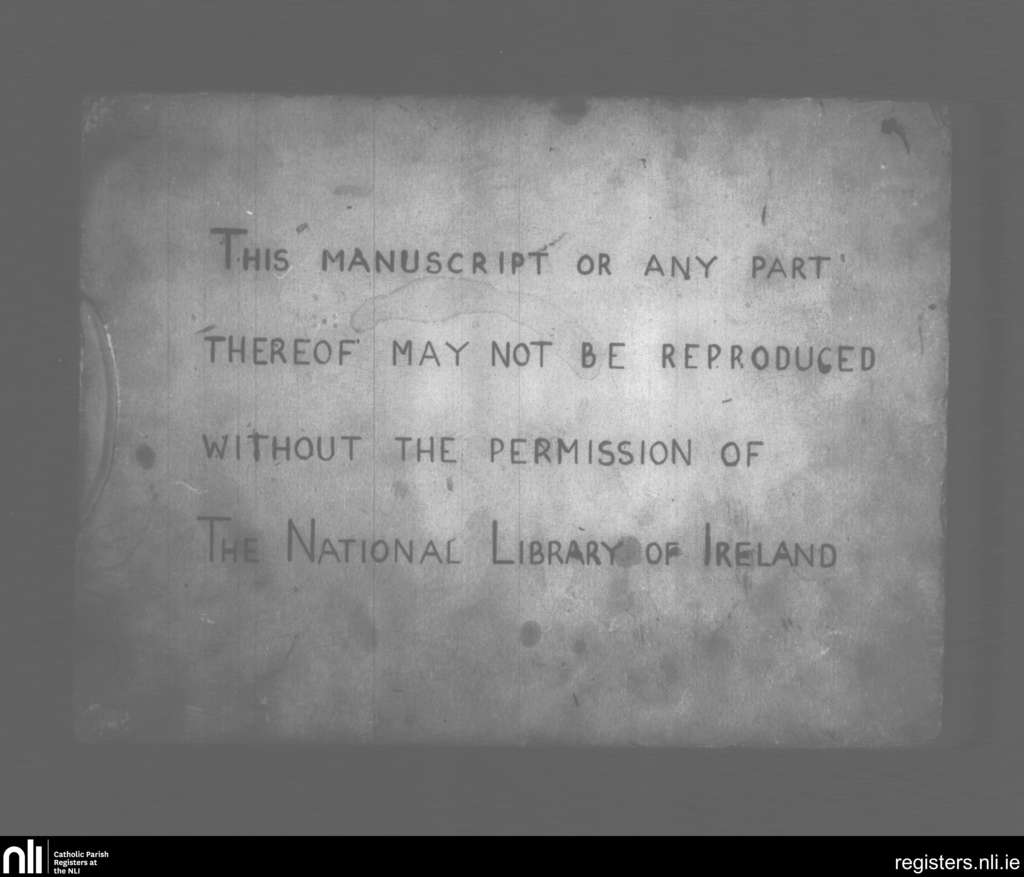 THIS MANUSCRIPT OR ANY PART
THEREOF MAY NOT BE REPRODUCED
WITHOUT THE PERMISSION OF
THE NATIONAL LIBRARY OF IRELAND
nli
Catholic Parish
Registers at
the NLI
registers.nli.ie